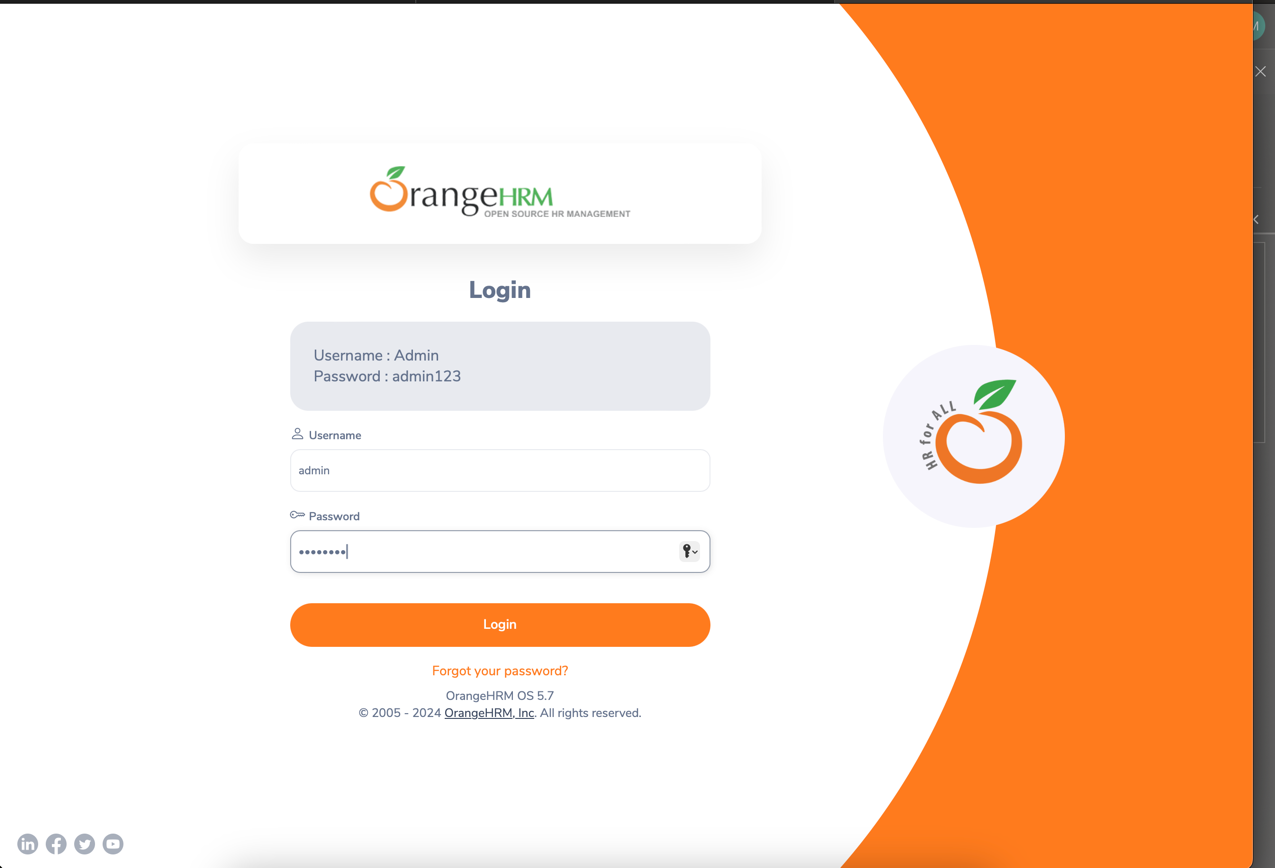 OrangeHRM
OPEN SOURCE HR MANAGEMENT
Login
Username : Admin
Password : admin123
Username
admin
Password
••••••••
Login
Forgot your password?
OrangeHRM OS 5.7
© 2005 - 2024 OrangeHRM, Inc. All rights reserved.
HR for ALL
M